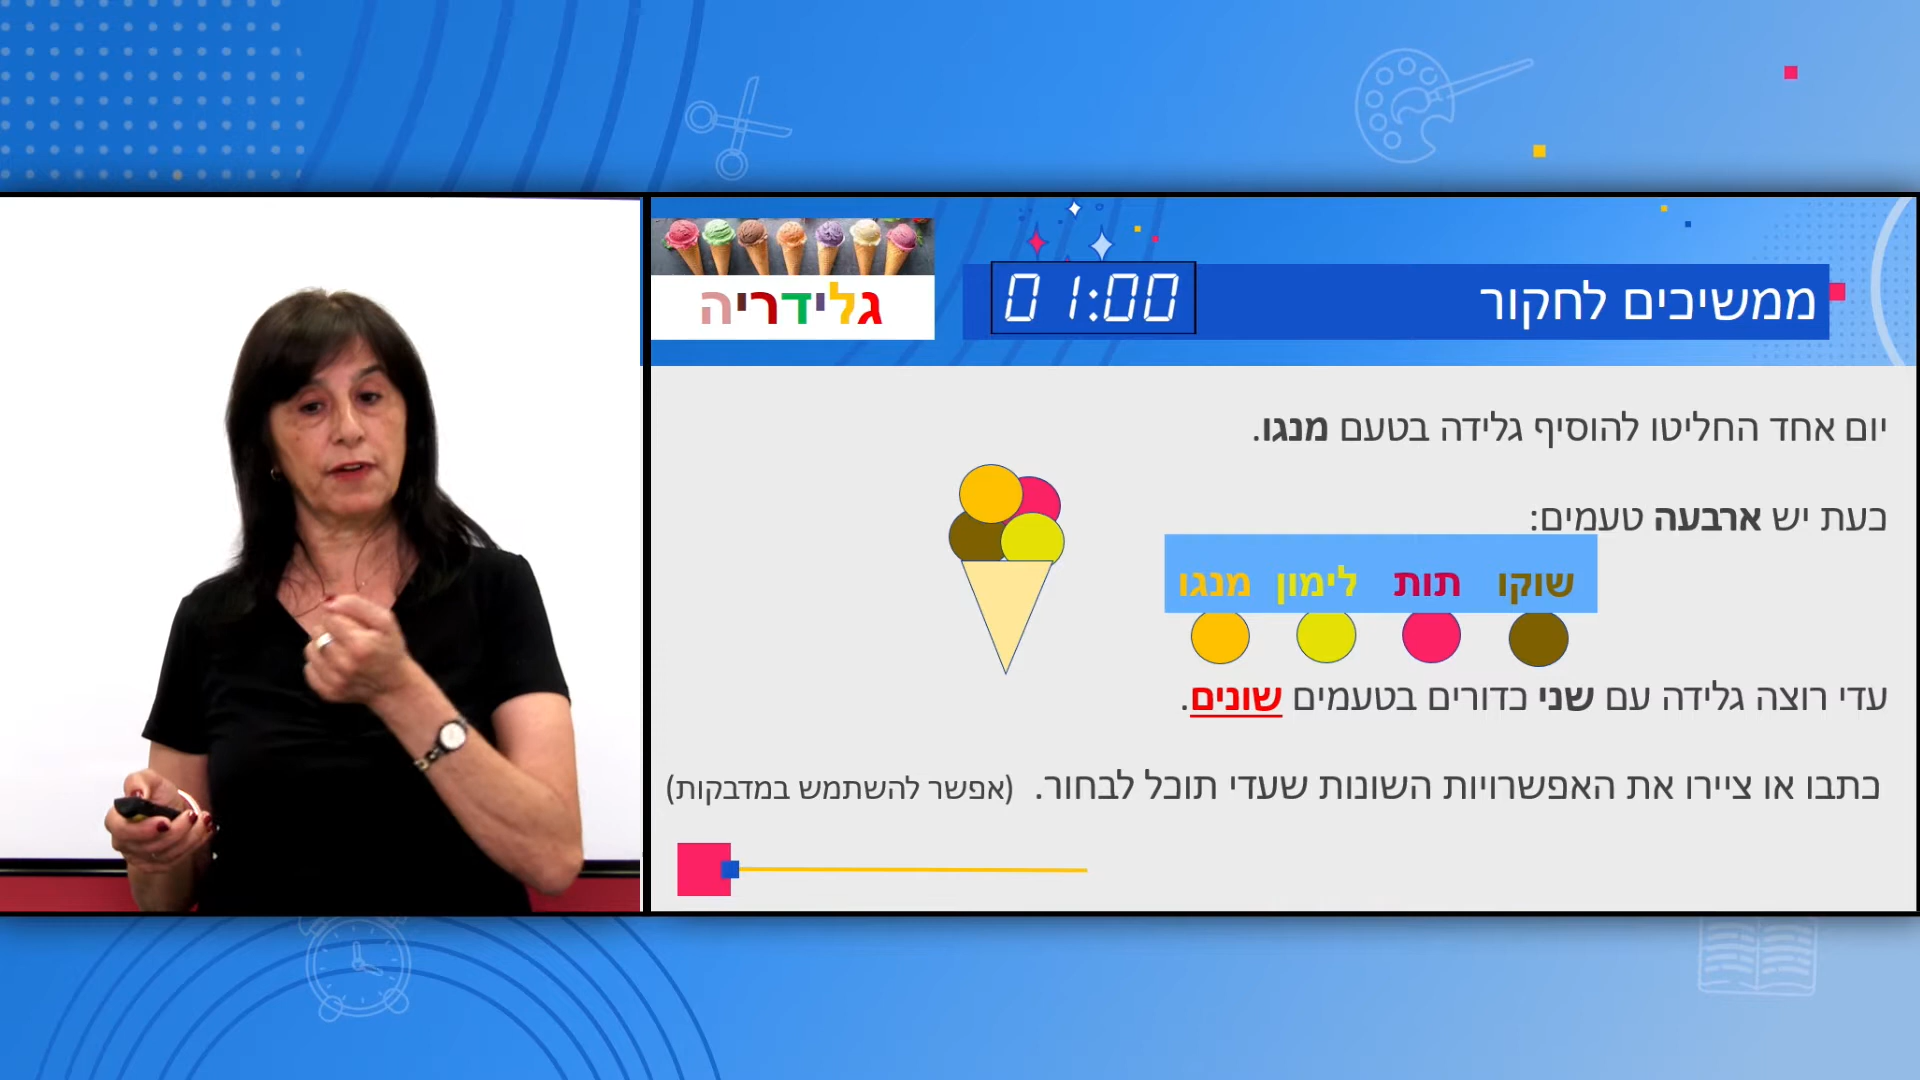 ממשיכים לחקור
01:00
גלידריה
יום אחד החליטו להוסיף גלידה בטעם מנגו.
כעת יש ארבעה טעמים:
שוקו תות לימון מנגו
עדי רוצה גלידה עם שני כדורים בטעמים שונים.
כתבו או ציירו את האפשרויות השונות שעדי תוכל לבחור. (אפשר להשתמש במדבקות)